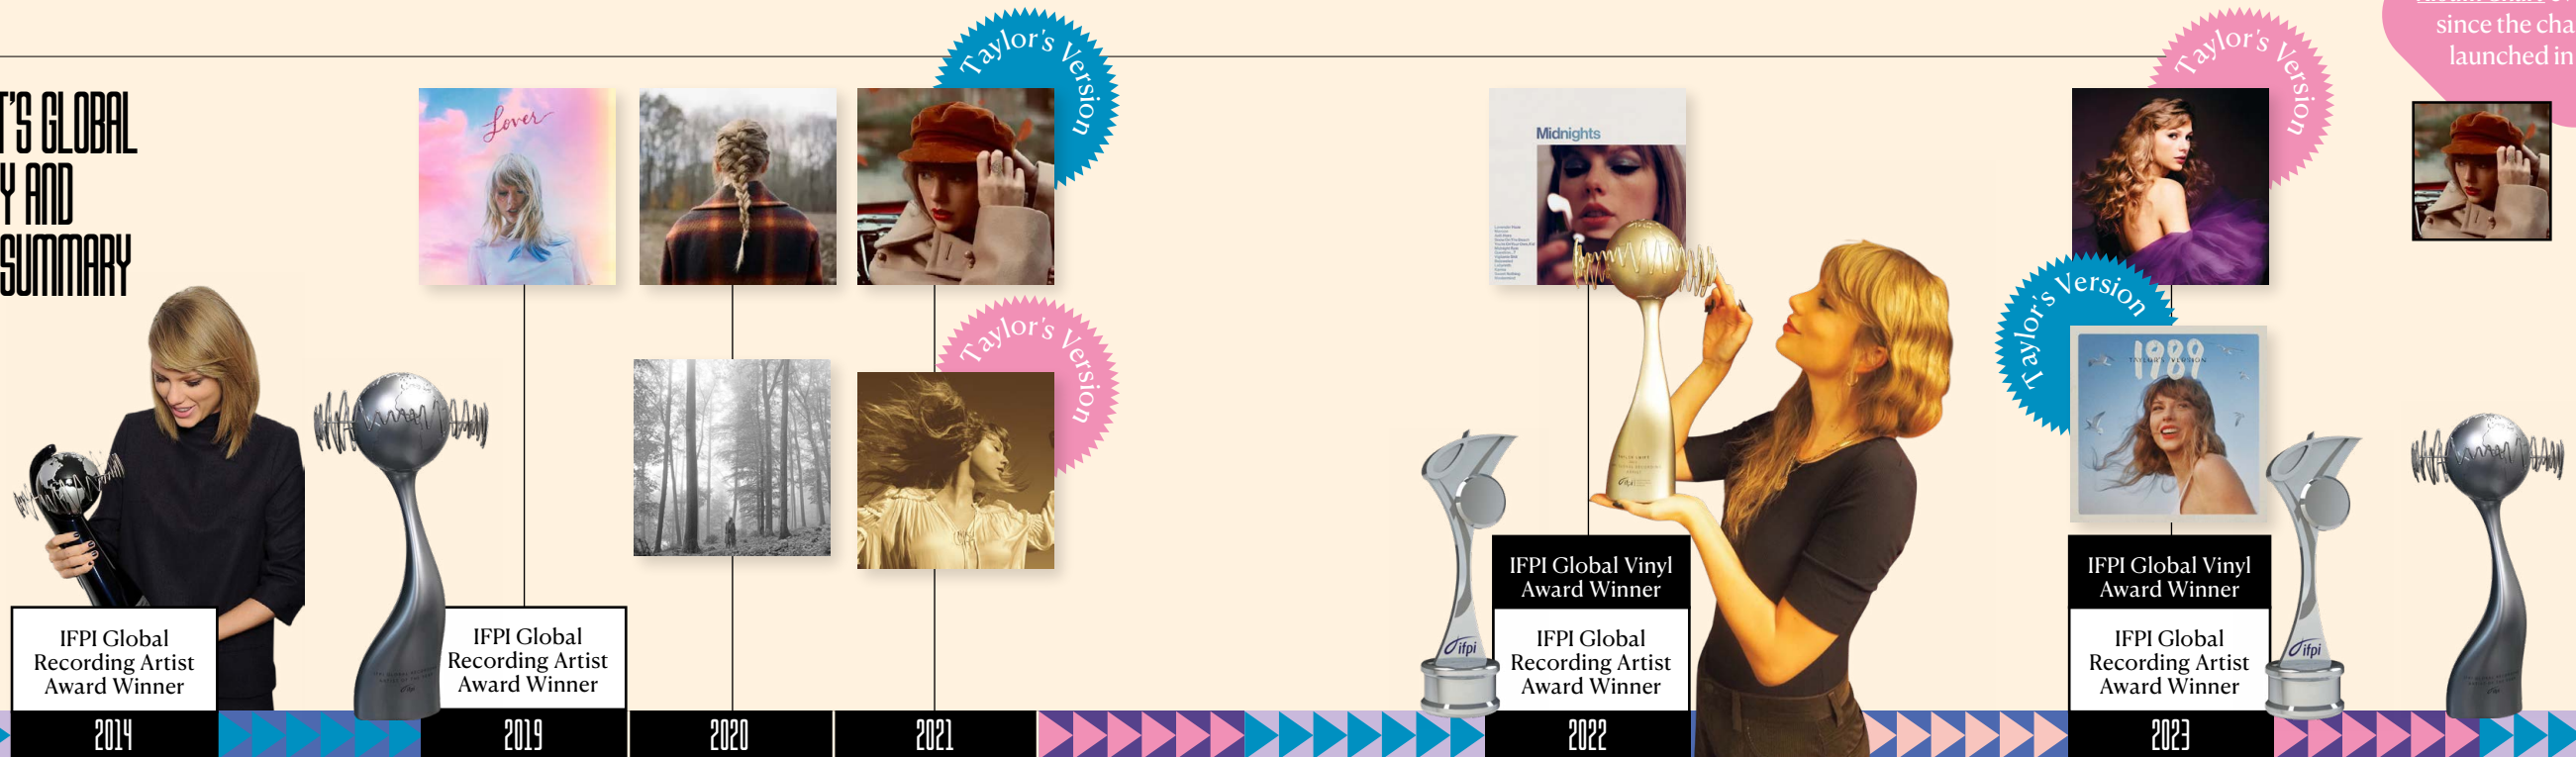 T'S GLOBAL
Y AND
SUMMARY
IFPI Global
Recording Artist
Award Winner
2014
Lover
IFPI Global
Recording Artist
Award Winner
2019
2020
Taylor's Version
Taylor's Version
2021
Midnights
IFPI Global Vinyl
Award Winner
IFPI Global
Recording Artist
Award Winner
ifpi
2022
Taylor's Version
Taylor's Version
1989
TAYLOR'S VERSION
IFPI Global Vinyl
Award Winner
IFPI Global
Recording Artist
Award Winner
ifpi
2023
since the cha
launched in